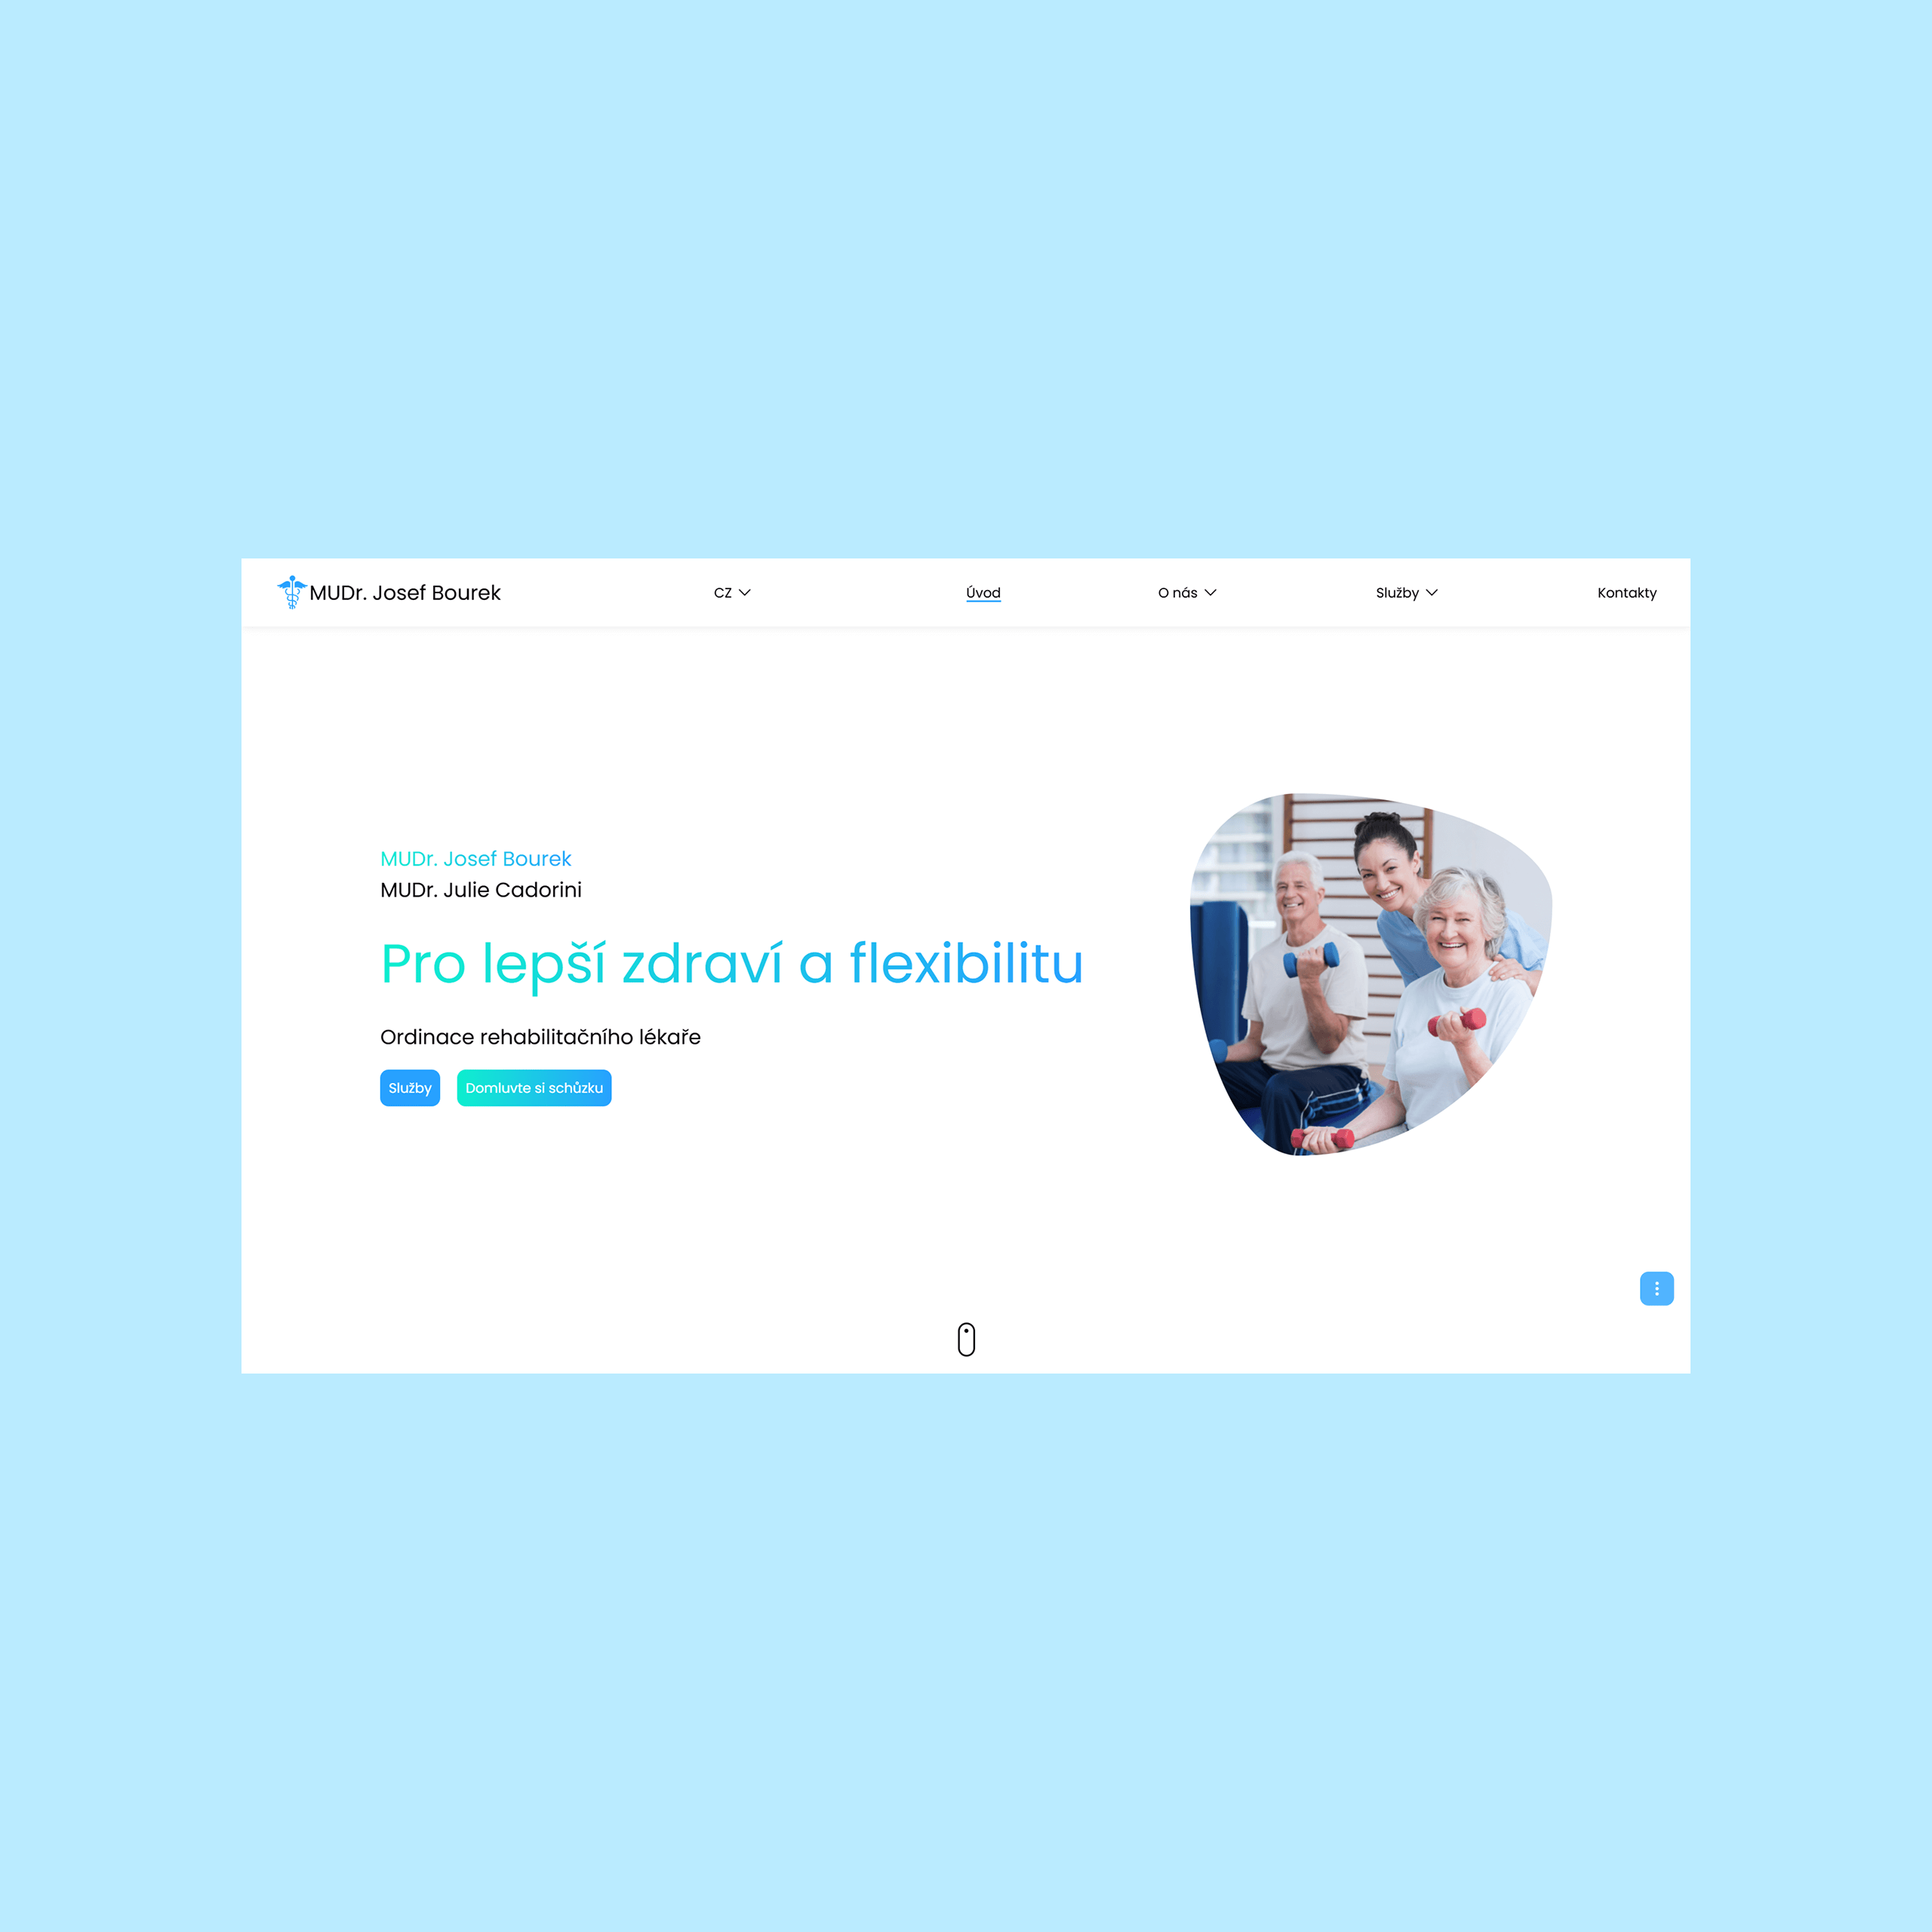 MUDr. Josef Bourek
CZ
Úvod
O nás
Služby
Kontakty
MUDr. Josef Bourek
MUDr. Julie Cadorini
Pro lepší zdraví a flexibilitu
Ordinace rehabilitačního lékaře
Služby
Domluvte si schůzku